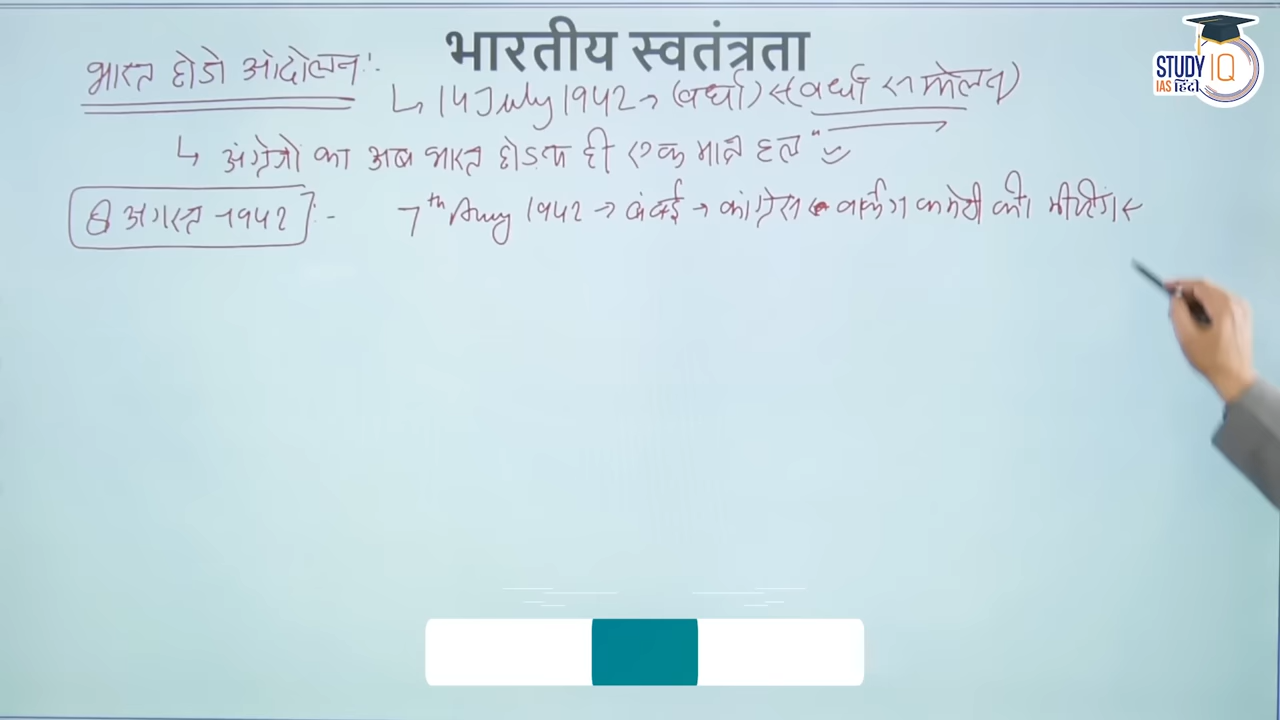 भारतीय स्वतंत्रता
STUDY IQ
IAS हिंदी
भारत छोडो आंदोलन :-
↳ 14 July 1942 → (वर्धा) ← (वर्धा सम्मेलन)
↳ अंग्रेजो का अब भारत छोडना ही एक मात्र हल"
8 अगस्त 1942 :- 7th Aug 1942 → बंबई → कांग्रेस वर्कींग कमेटी की मीटींग ←